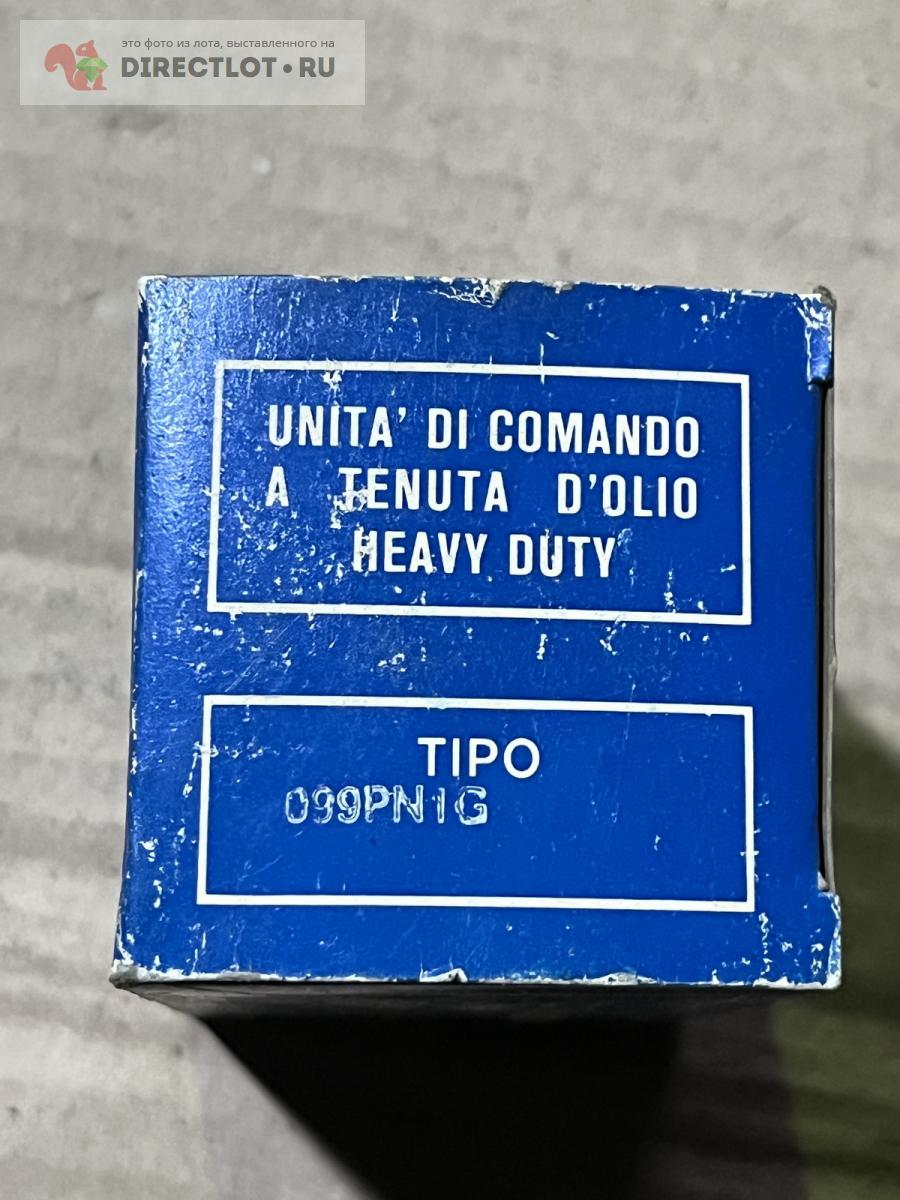 это фото из лота, выставленного на
DIRECTLOT•RU
UNITA' DI COMANDO
A TENUTA D'OLIO
HEAVY DUTY
TIPO
099PN1G